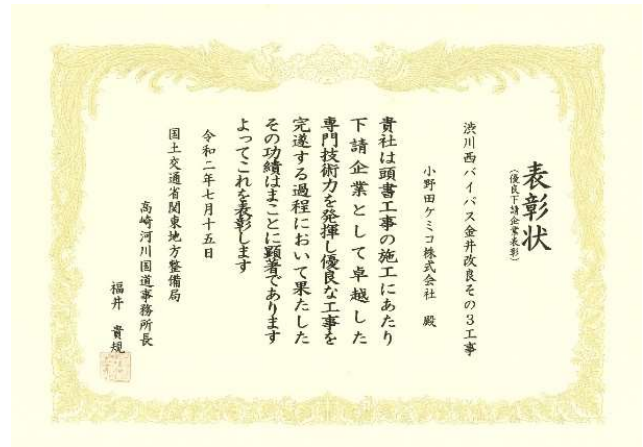 表彰状
(優良下請企業表彰)
渋川西バイパス金井改良その3工事
小野田ケミコ株式会社 殿
貴社は頭書工事の施工にあたり
下請企業として卓越した
専門技術力を発揮し優良な工事を
完遂する過程において果たした
その功績はまことに顕著であります
よってこれを表彰します
令和二年七月十五日
国土交通省関東地方整備局
高崎河川国道事務所長
福井 貴規